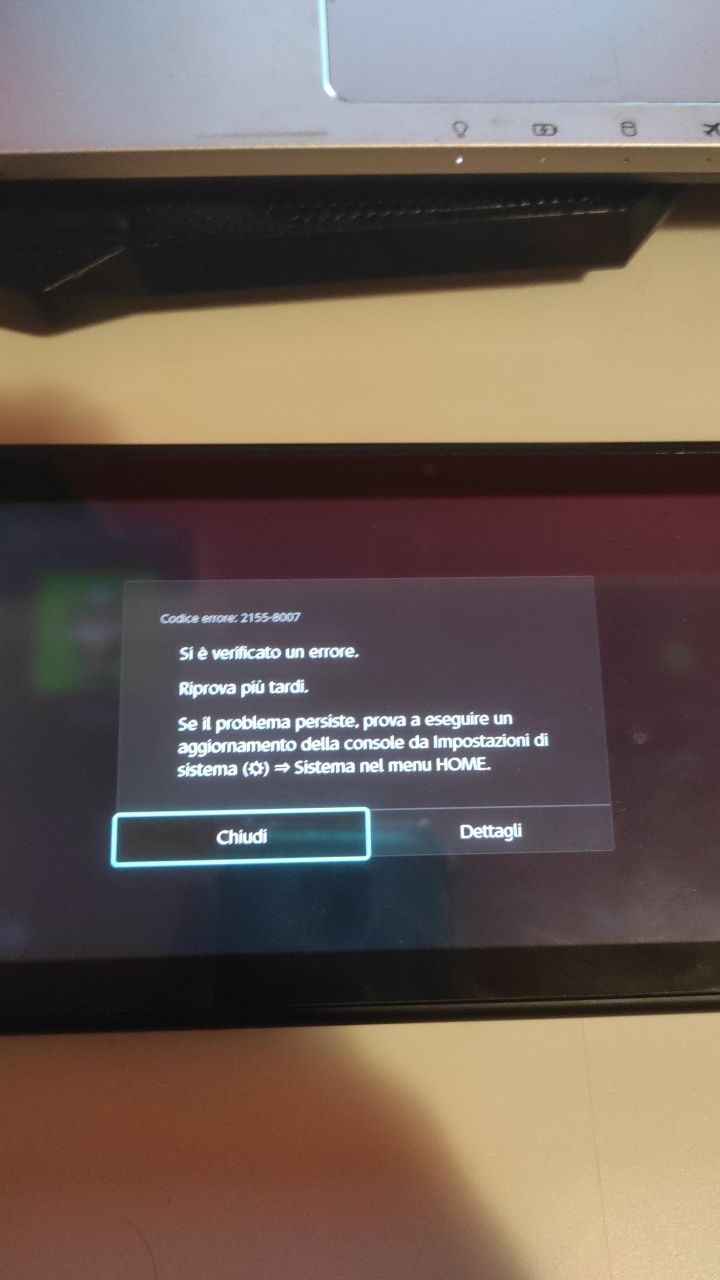 Codice errore: 2155-8007
Si è verificato un errore.
Riprova più tardi.
Se il problema persiste, prova a eseguire un
aggiornamento della console da Impostazioni di
sistema (⚙) ⇒ Sistema nel menu HOME.
Chiudi
Dettagli